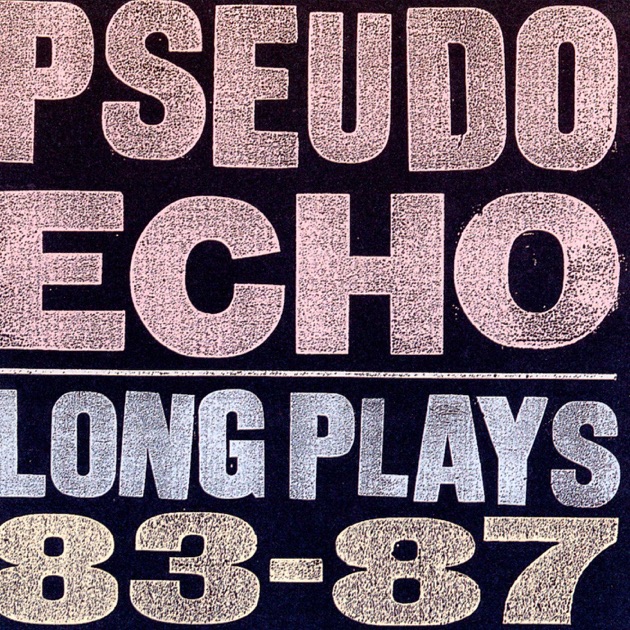 PSEUDO
ECHO
LONG PLAYS
83-87